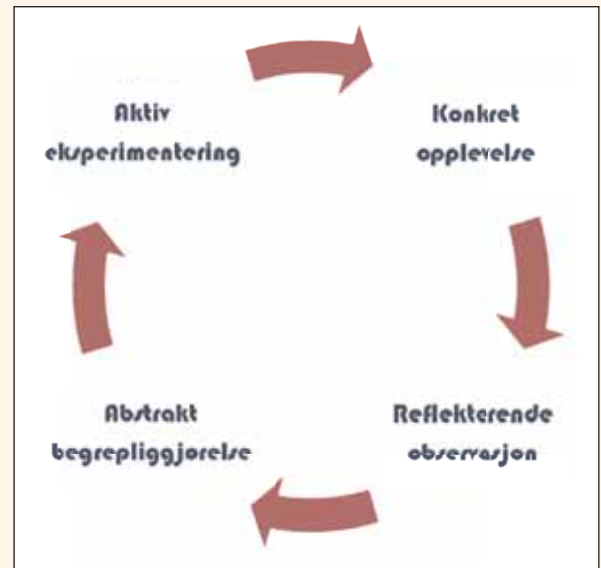 Aktiv
eksperimentering
Konkret
opplevelse
Reflekterende
observasjon
Abstrakt
begrepliggjørelse